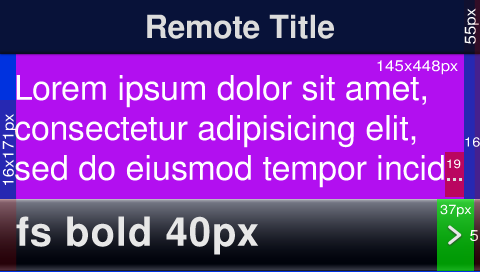 Remote Title
55px
145x448px
Lorem ipsum dolor sit amet,
consectetur adipisicing elit,
sed do eiusmod tempor incid...
19
16x171px
16
37px
fs bold 40px
5